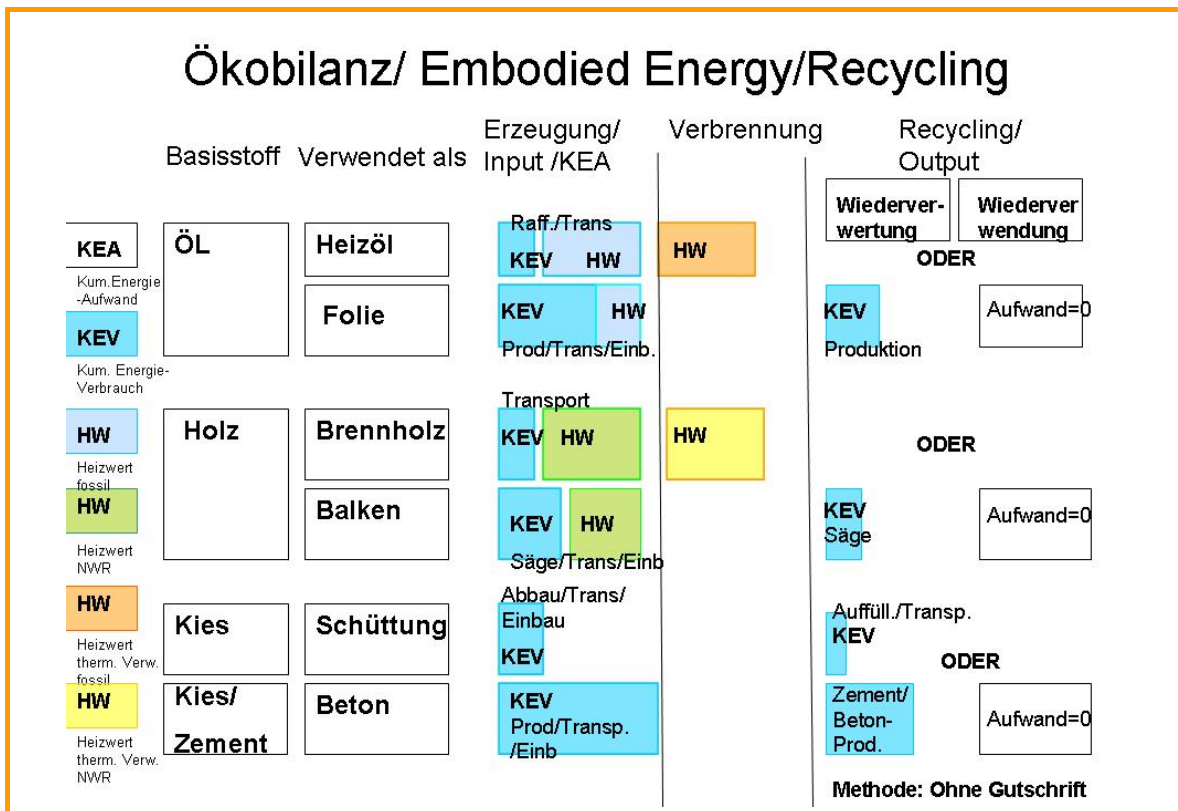 Ökobilanz/ Embodied Energy/Recycling
Basisstoff
Verwendet als
Erzeugung/
Input /KEA
Verbrennung
Recycling/
Output
Wiederver-
wertung
Wiederver
wendung
ODER
KEA
Kum.Energie
-Aufwand
KEV
Kum. Energie-
Verbrauch
HW
Heizwert
fossil
HW
Heizwert
NWR
HW
Heizwert
therm. Verw.
fossil
HW
Heizwert
therm. Verw.
NWR
ÖL
Heizöl
Raff./Trans
KEV HW
HW
Folie
KEV HW
Prod/Trans/Einb.
KEV
Produktion
Aufwand=0
Holz
Brennholz
Transport
KEV HW
HW
ODER
Balken
KEV HW
Säge/Trans/Einb
KEV
Säge
Aufwand=0
Kies
Schüttung
Abbau/Trans/
Einbau
KEV
Auffüll./Transp.
KEV
ODER
Kies/
Zement
Beton
KEV
Prod/Transp.
/Einb
Zement/
Beton-
Prod.
Aufwand=0
Methode: Ohne Gutschrift